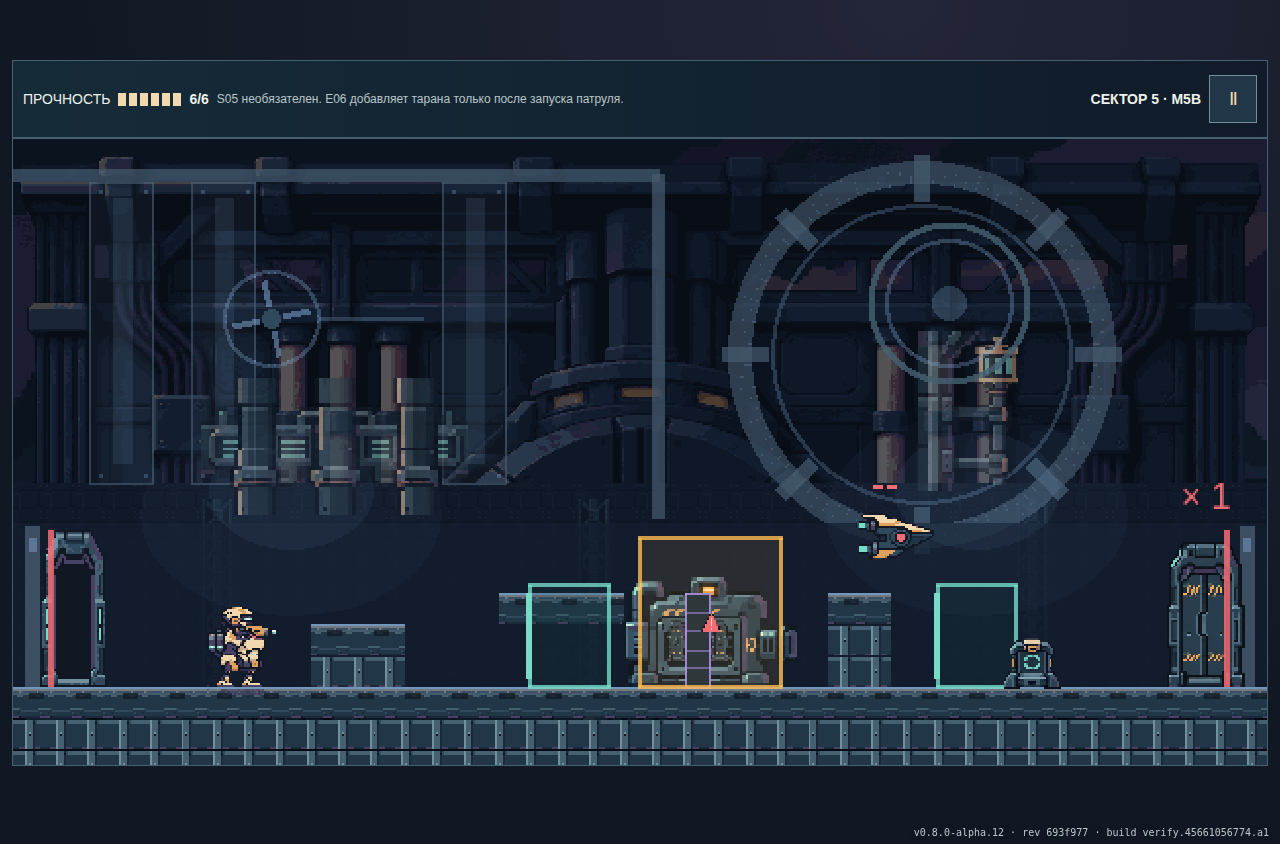 ПРОЧНОСТЬ 6/6 S05 необязателен. E06 добавляет тарана только после запуска патруля. СЕКТОР 5 · M5B
× 1
v0.8.0-alpha.12 · rev 693f977 · build verify.45661056774.a1